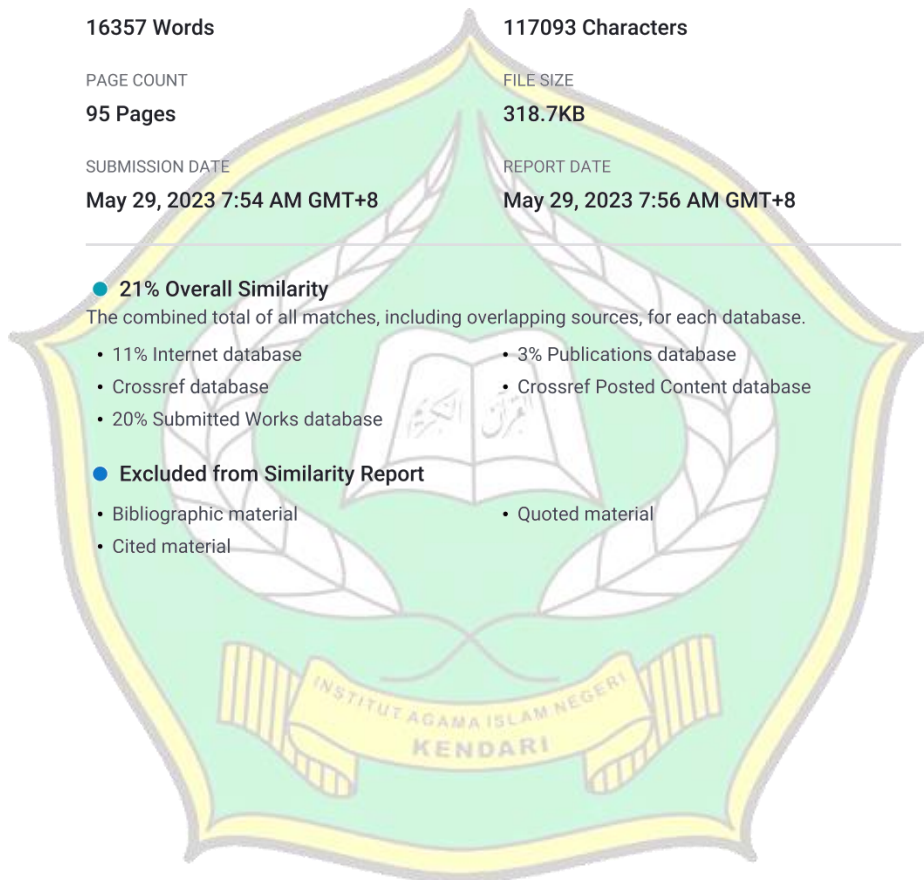 16357 Words
117093 Characters
PAGE COUNT
FILE SIZE
95 Pages
318.7KB
SUBMISSION DATE
REPORT DATE
May 29, 2023 7:54 AM GMT+8
May 29, 2023 7:56 AM GMT+8
21% Overall Similarity
The combined total of all matches, including overlapping sources, for each database.
• 11% Internet database
• 3% Publications database
• Crossref database
• Crossref Posted Content database
• 20% Submitted Works database
Excluded from Similarity Report
• Bibliographic material
• Quoted material
• Cited material
القرآن الكريم
INSTITUT AGAMA ISLAM NEGERI
KENDARI